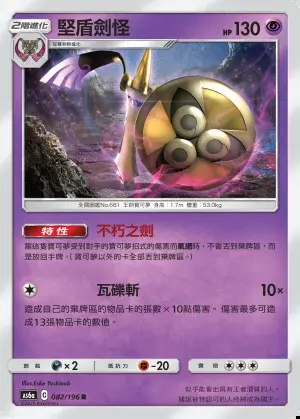 2階進化 堅盾劍怪 HP 130
全國圖鑑No.681 王劍寶可夢 身高：1.7m 體重：53.0kg
特性 不朽之劍
當這隻寶可夢受到對手的寶可夢招式的傷害而氣絕時，不會丟到棄牌區，而
是放回手牌。(寶可夢以外的卡全部丟到棄牌區。)
瓦礫斬 10×
造成自己的棄牌區的物品卡的張數×10點傷害。傷害最多可造
成13張物品卡的數值。
弱點 ×2 抵抗力 -20 撤退
Illus.Eske Yoshinob
AS6a C 082/196 R